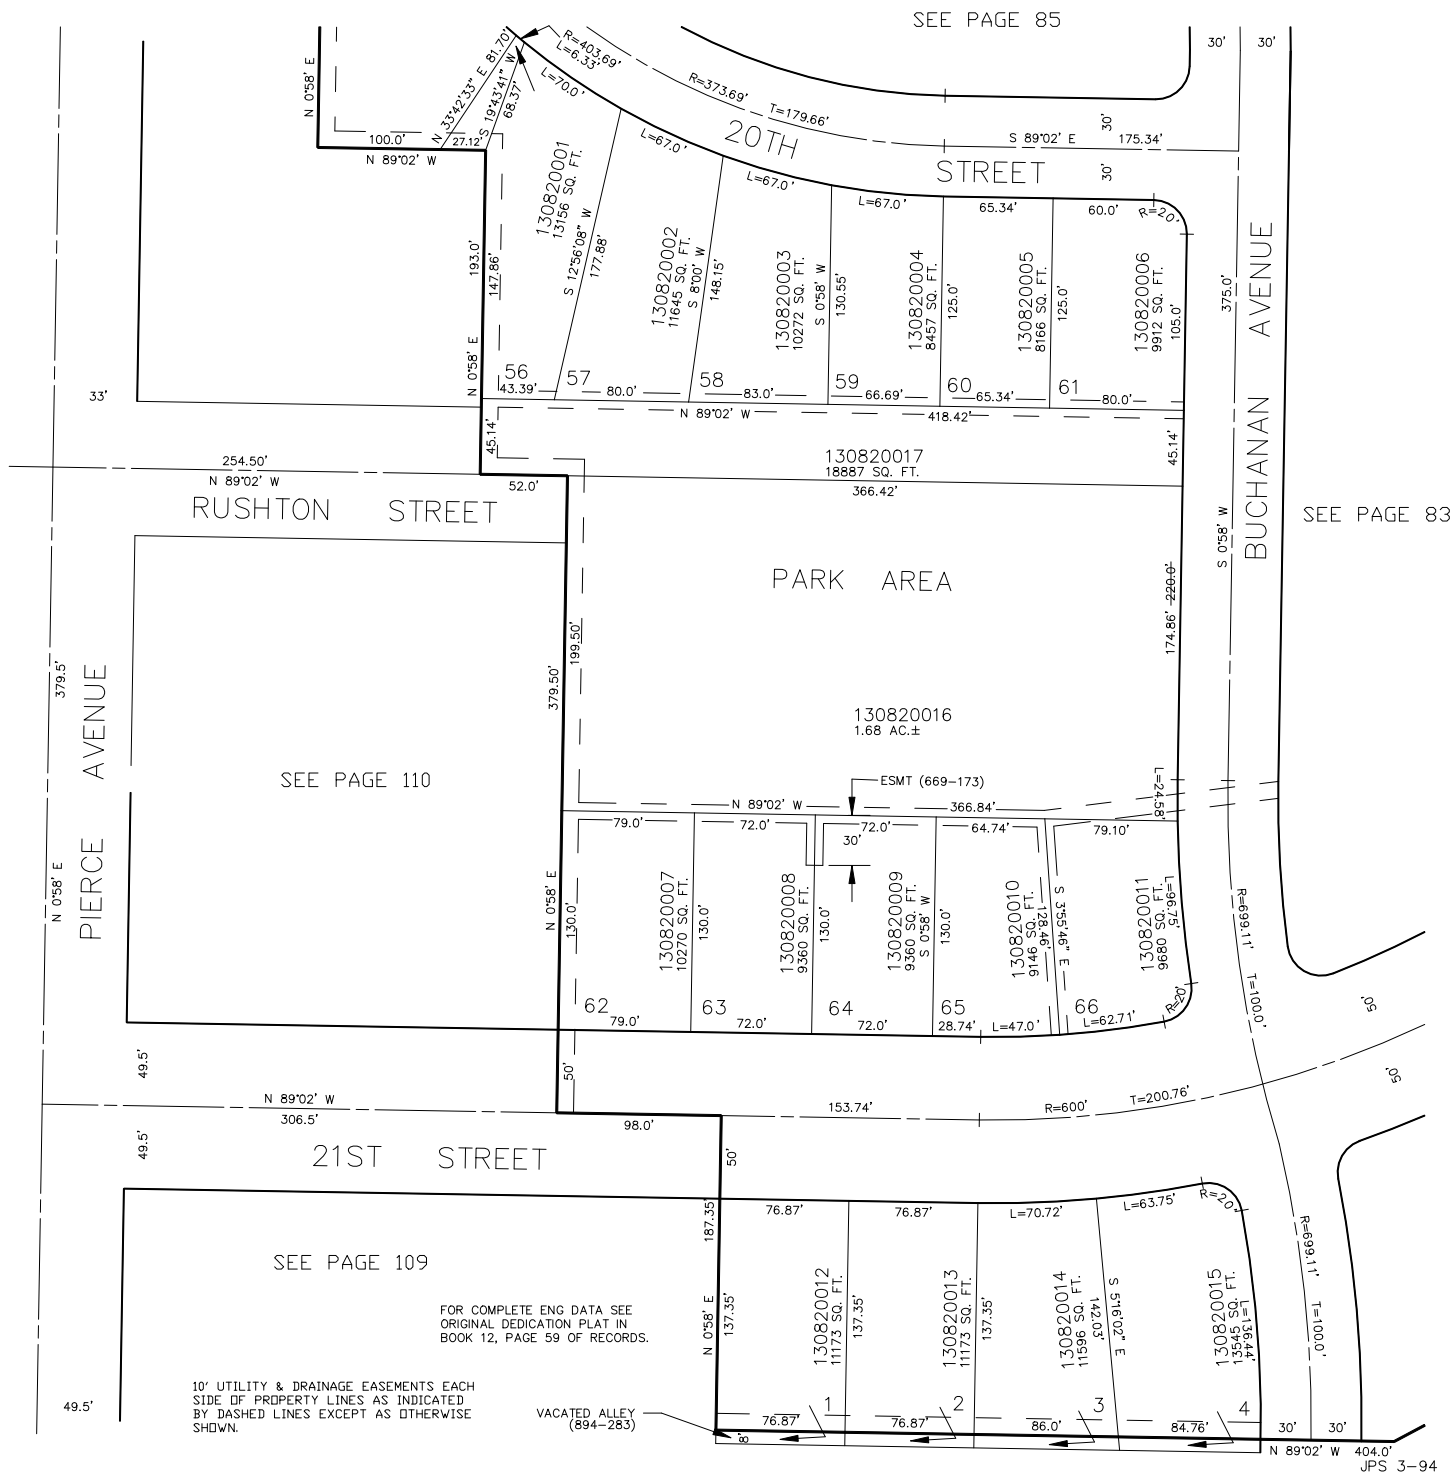 SEE PAGE 85
30'
30'
N 0°58' E
N 33°42'33" E 81.70'
S 19°43'41" W
68.37'
R=403.69'
L=6.33'
L=70.0'
R=373.69'
T=179.66'
20TH
STREET
30'
S 89°02' E 175.34'
30'
100.0'
27.12'
N 89°02' W
L=67.0'
L=67.0'
L=67.0'
65.34'
60.0'
R=20'
193.0'
147.86'
N 0°58' E
130820001
13156 SQ. FT.
S 12°56'08" W
177.88'
130820002
11645 SQ. FT.
S 8°00' W
148.15'
130820003
10272 SQ. FT.
S 0°58' W
130.55'
130820004
8457 SQ. FT.
125.0'
130820005
8166 SQ. FT.
125.0'
130820006
9912 SQ. FT.
105.0'
375.0'
BUCHANAN AVENUE
S 0°58' W
56
57
58
59
60
61
43.39'
80.0'
83.0'
66.69'
65.34'
80.0'
33'
N 89°02' W
418.42'
45.14'
45.14'
130820017
18887 SQ. FT.
366.42'
254.50'
N 89°02' W
52.0'
RUSHTON STREET
SEE PAGE 83
PARK AREA
174.86' 220.0'
199.50'
379.50'
379.5'
PIERCE AVENUE
N 0°58' E
130820016
1.68 AC.±
SEE PAGE 110
ESMT (669-173)
N 89°02' W
366.84'
L=24.58'
79.0'
72.0'
72.0'
64.74'
79.10'
30'
N 0°58' E
130.0'
130820007
10270 SQ. FT.
130.0'
130820008
9360 SQ. FT.
130.0'
130820009
9360 SQ. FT.
S 0°58' W
130.0'
130820010
9146 SQ. FT.
128.46'
S 3°55'46" E
130820011
9980 SQ. FT.
L=96.75'
R=699.11'
T=100.0'
62
63
64
65
66
79.0'
72.0'
72.0'
28.74'
L=47.0'
L=62.71'
R=20'
50'
50'
49.5'
50'
N 89°02' W
306.5'
98.0'
153.74'
R=600'
T=200.76'
49.5'
21ST STREET
50'
187.35'
76.87'
76.87'
L=70.72'
L=63.75'
R=20'
SEE PAGE 109
N 0°58' E
137.35'
130820012
11173 SQ. FT.
137.35'
130820013
11173 SQ. FT.
137.35'
130820014
11596 SQ. FT.
142.03'
S 5°16'02" E
130820015
13545 SQ. FT.
L=136.44'
R=699.11'
T=100.0'
FOR COMPLETE ENG DATA SEE
ORIGINAL DEDICATION PLAT IN
BOOK 12, PAGE 59 OF RECORDS.
10' UTILITY & DRAINAGE EASEMENTS EACH
SIDE OF PROPERTY LINES AS INDICATED
BY DASHED LINES EXCEPT AS OTHERWISE
SHOWN.
49.5'
VACATED ALLEY
(894-283)
8'
1
2
3
4
76.87'
76.87'
86.0'
84.76'
30'
30'
N 89°02' W 404.0'
JPS 3-94